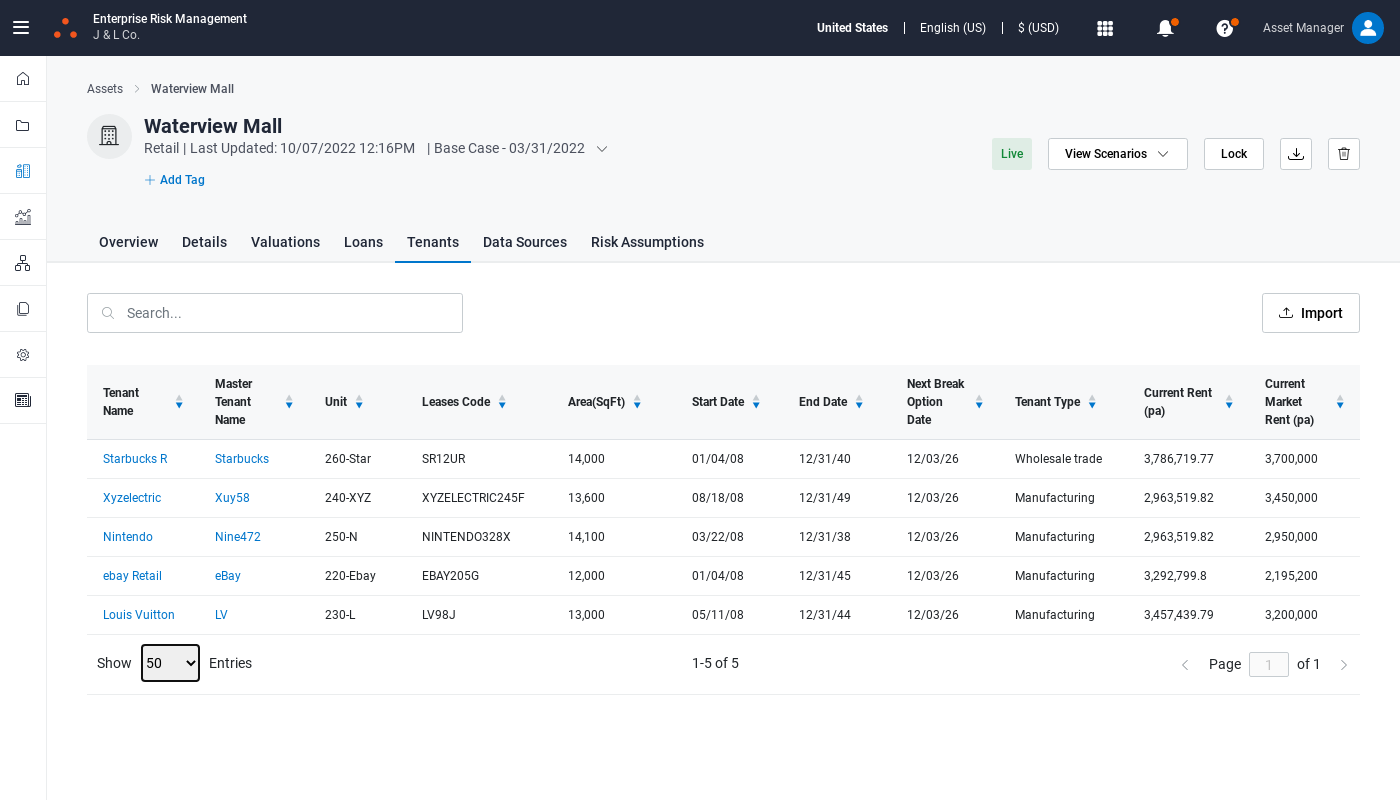 Enterprise Risk Management
J & L Co.
United States | English (US) | $ (USD)
Asset Manager
Assets > Waterview Mall
Waterview Mall
Retail | Last Updated: 10/07/2022 12:16PM | Base Case - 03/31/2022
+ Add Tag
Live
View Scenarios
Lock
Overview Details Valuations Loans Tenants Data Sources Risk Assumptions
Search...
Import
Tenant Name
Master Tenant Name
Unit
Leases Code
Area(SqFt)
Start Date
End Date
Next Break Option Date
Tenant Type
Current Rent (pa)
Current Market Rent (pa)
Starbucks R Starbucks 260-Star SR12UR 14,000 01/04/08 12/31/40 12/03/26 Wholesale trade 3,786,719.77 3,700,000
Xyzelectric Xuy58 240-XYZ XYZELECTRIC245F 13,600 08/18/08 12/31/49 12/03/26 Manufacturing 2,963,519.82 3,450,000
Nintendo Nine472 250-N NINTENDO328X 14,100 03/22/08 12/31/38 12/03/26 Manufacturing 2,963,519.82 2,950,000
ebay Retail eBay 220-Ebay EBAY205G 12,000 01/04/08 12/31/45 12/03/26 Manufacturing 3,292,799.8 2,195,200
Louis Vuitton LV 230-L LV98J 13,000 05/11/08 12/31/44 12/03/26 Manufacturing 3,457,439.79 3,200,000
Show 50 Entries
1-5 of 5
Page 1 of 1